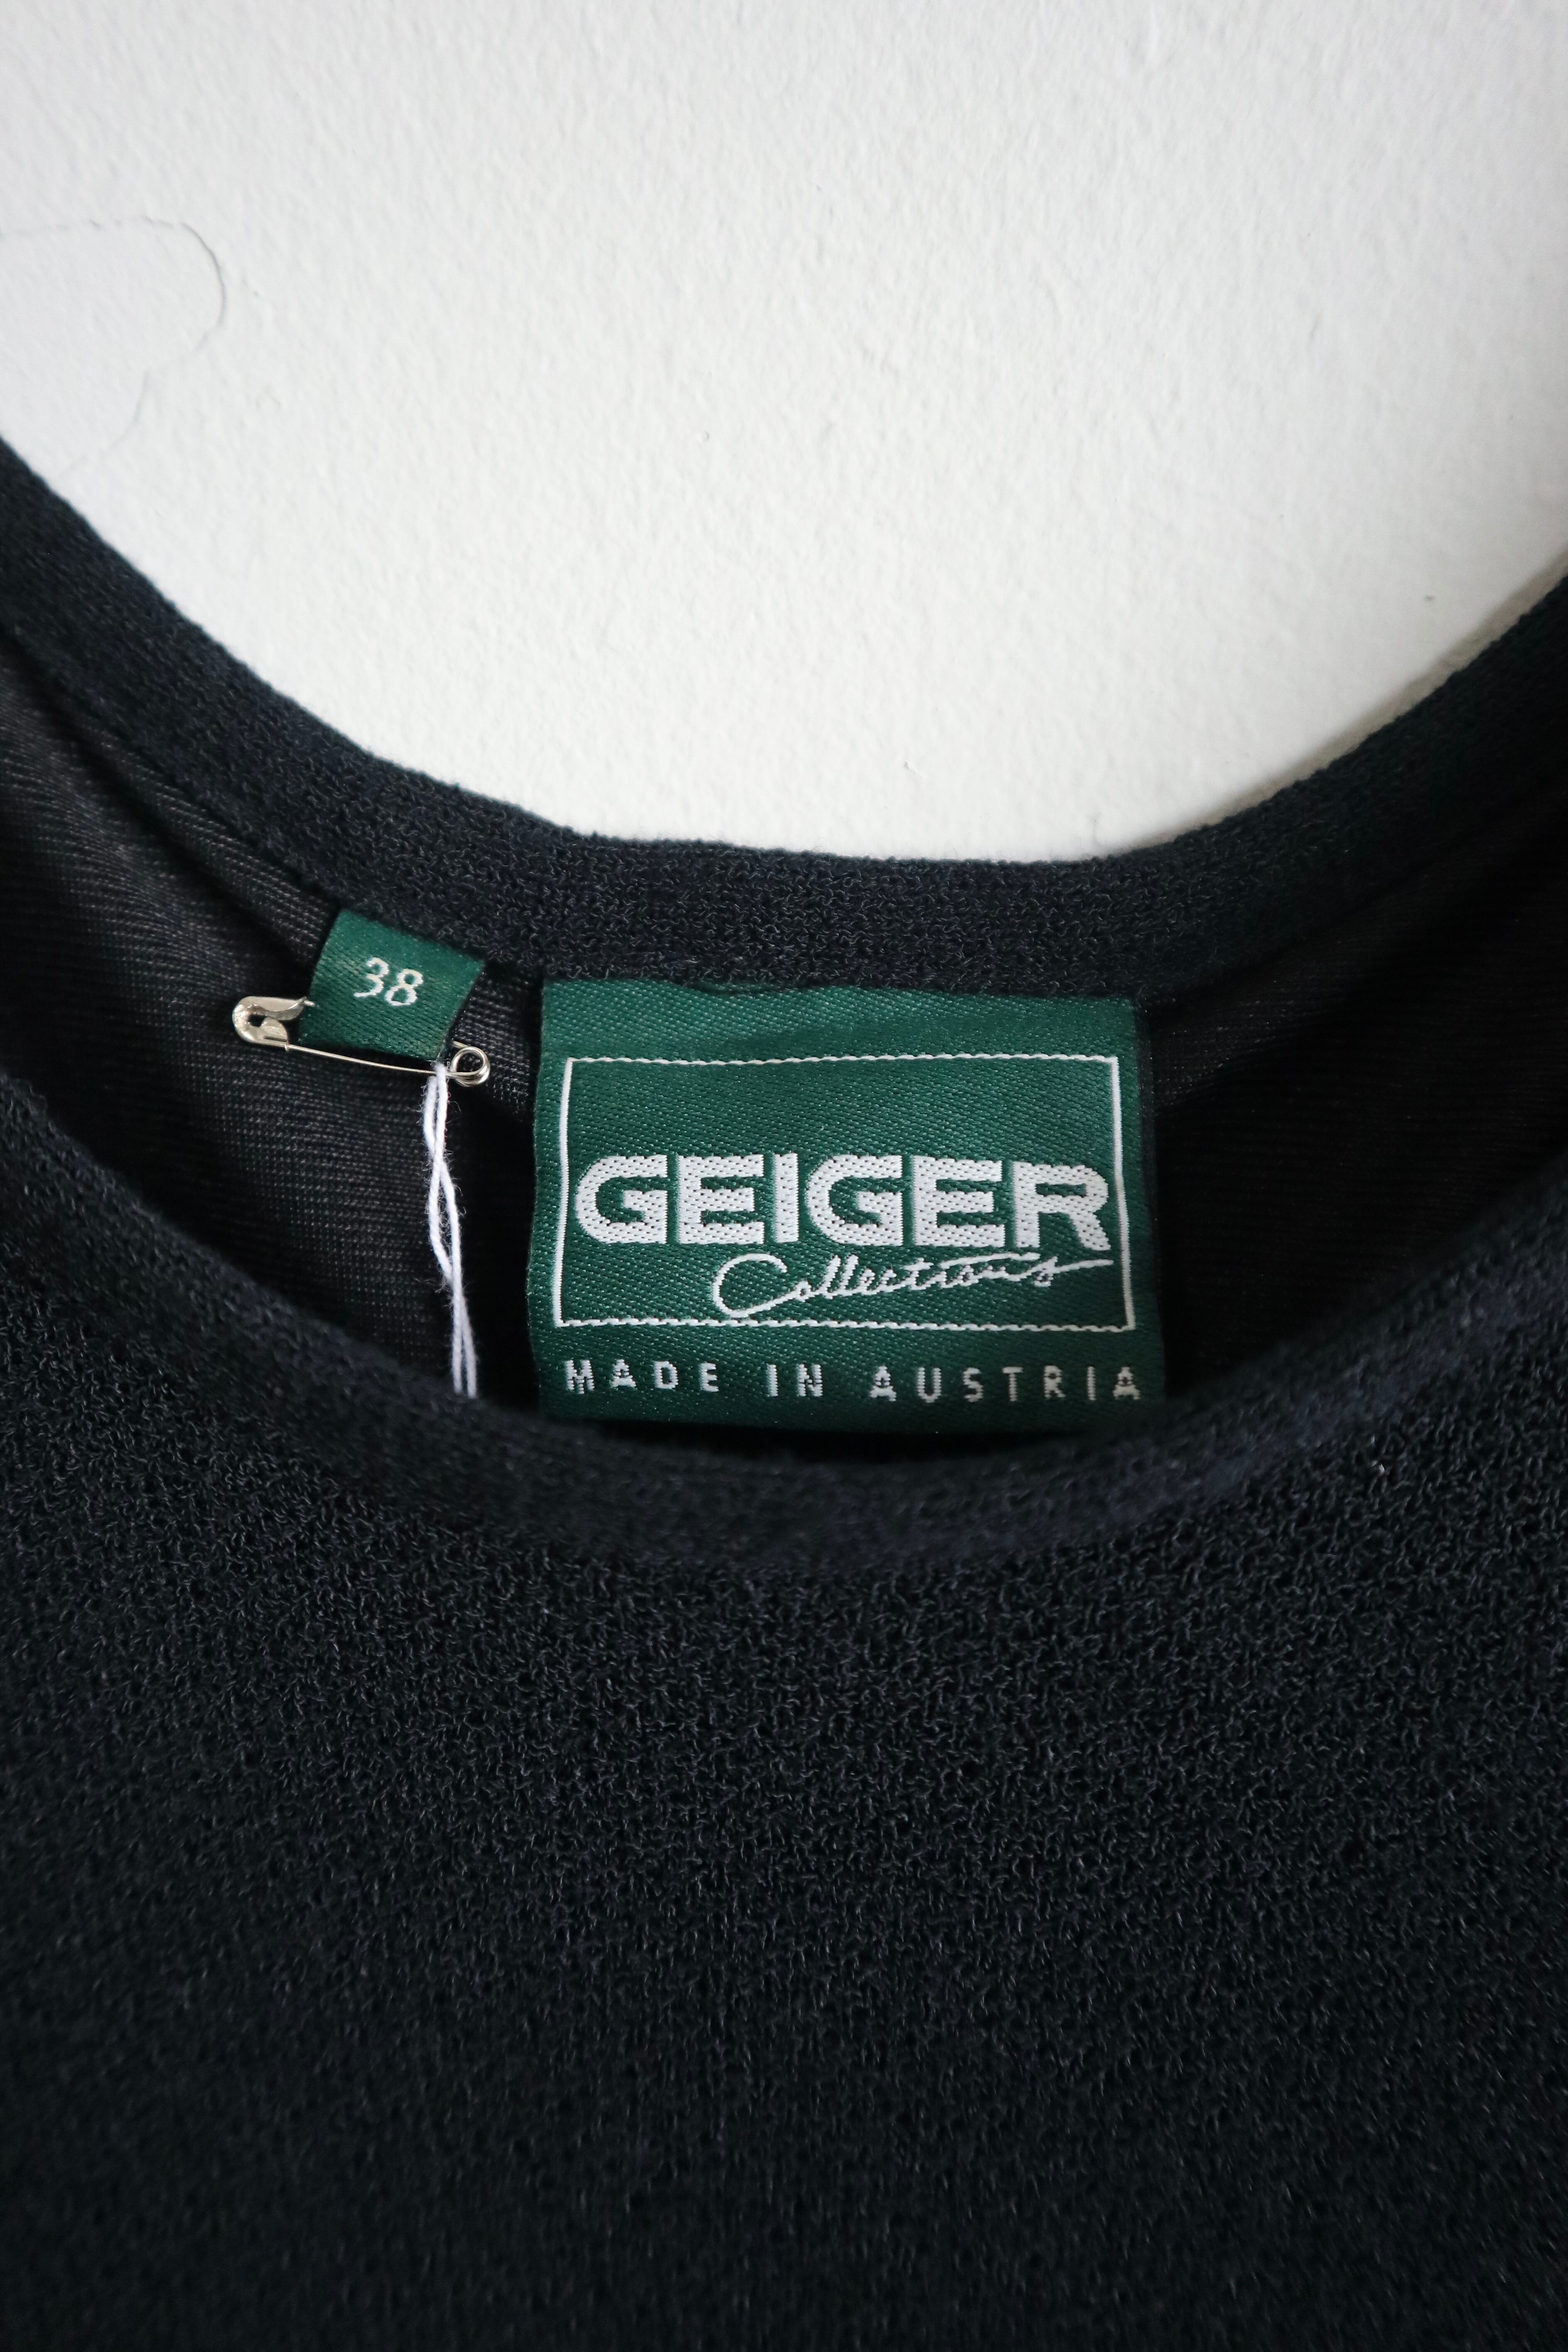 38
GEIGER
Collections
MADE IN AUSTRIA